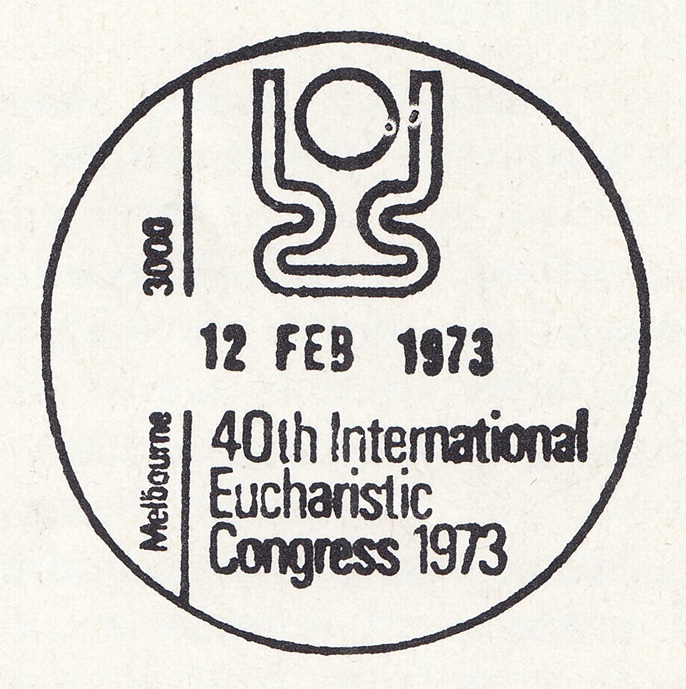 3000
12 FEB 1973
Melbourne
40th International
Eucharistic
Congress 1973